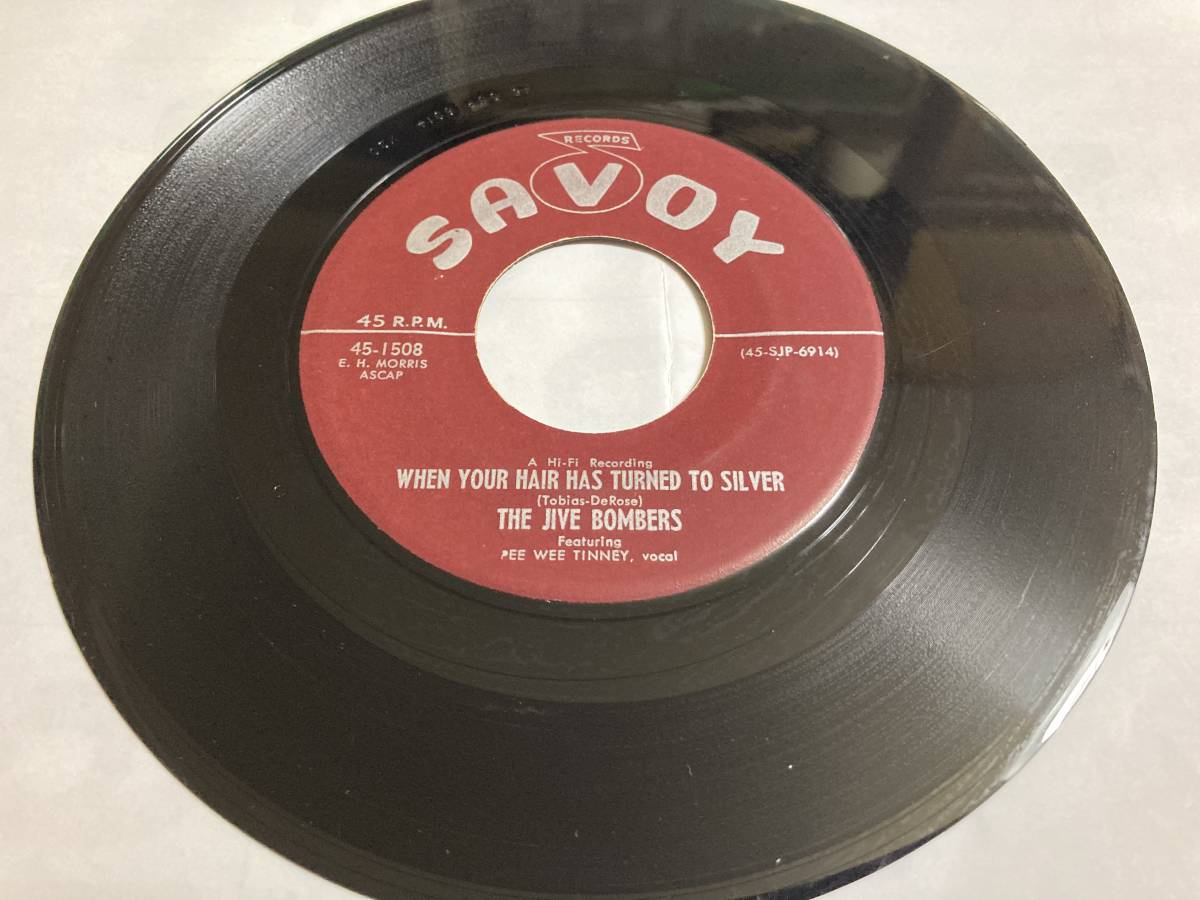 RECORDS
SAVOY
45 R.P.M.
45-1508
E. H. MORRIS
ASCAP
(45-SJP-6914)
A Hi-Fi Recording
WHEN YOUR HAIR HAS TURNED TO SILVER
(Tobias-DeRose)
THE JIVE BOMBERS
Featuring
PEE WEE TINNEY, vocal